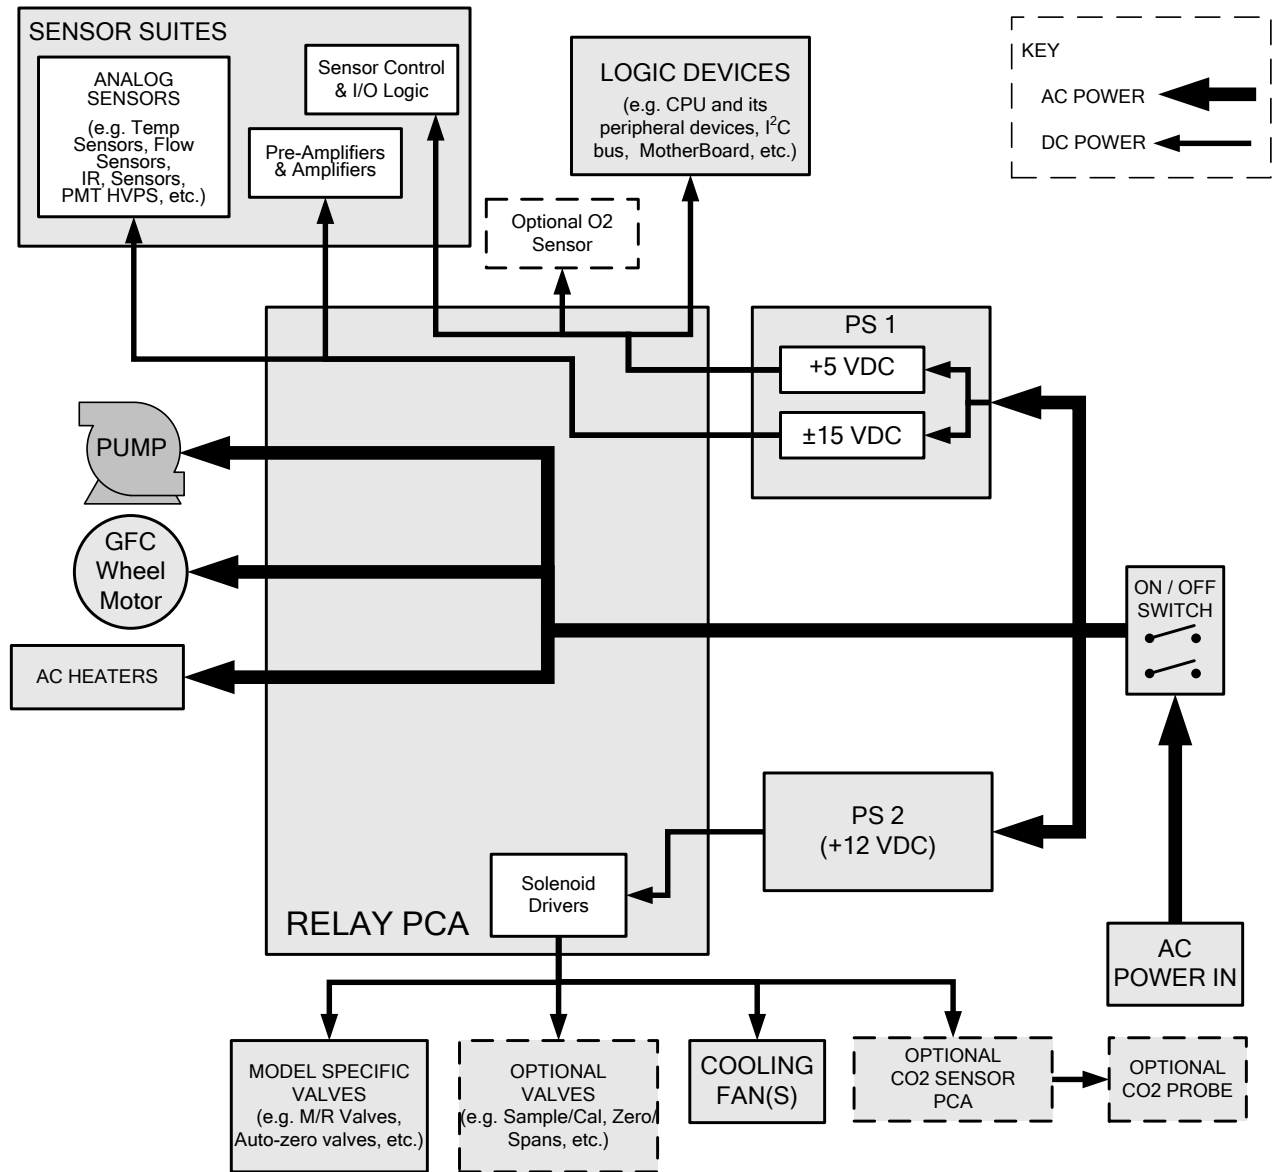 SENSOR SUITES
ANALOG
SENSORS
(e.g. Temp
Sensors, Flow
Sensors,
IR, Sensors,
PMT HVPS, etc.)
Sensor Control
& I/O Logic
Pre-Amplifiers
& Amplifiers
LOGIC DEVICES
(e.g. CPU and its
peripheral devices, I²C
bus, MotherBoard, etc.)
KEY
AC POWER
DC POWER
Optional O2
Sensor
PS 1
+5 VDC
±15 VDC
PUMP
GFC
Wheel
Motor
AC HEATERS
ON / OFF
SWITCH
PS 2
(+12 VDC)
Solenoid
Drivers
RELAY PCA
AC
POWER IN
MODEL SPECIFIC
VALVES
(e.g. M/R Valves,
Auto-zero valves, etc.)
OPTIONAL
VALVES
(e.g. Sample/Cal, Zero/
Spans, etc.)
COOLING
FAN(S)
OPTIONAL
CO2 SENSOR
PCA
OPTIONAL
CO2 PROBE